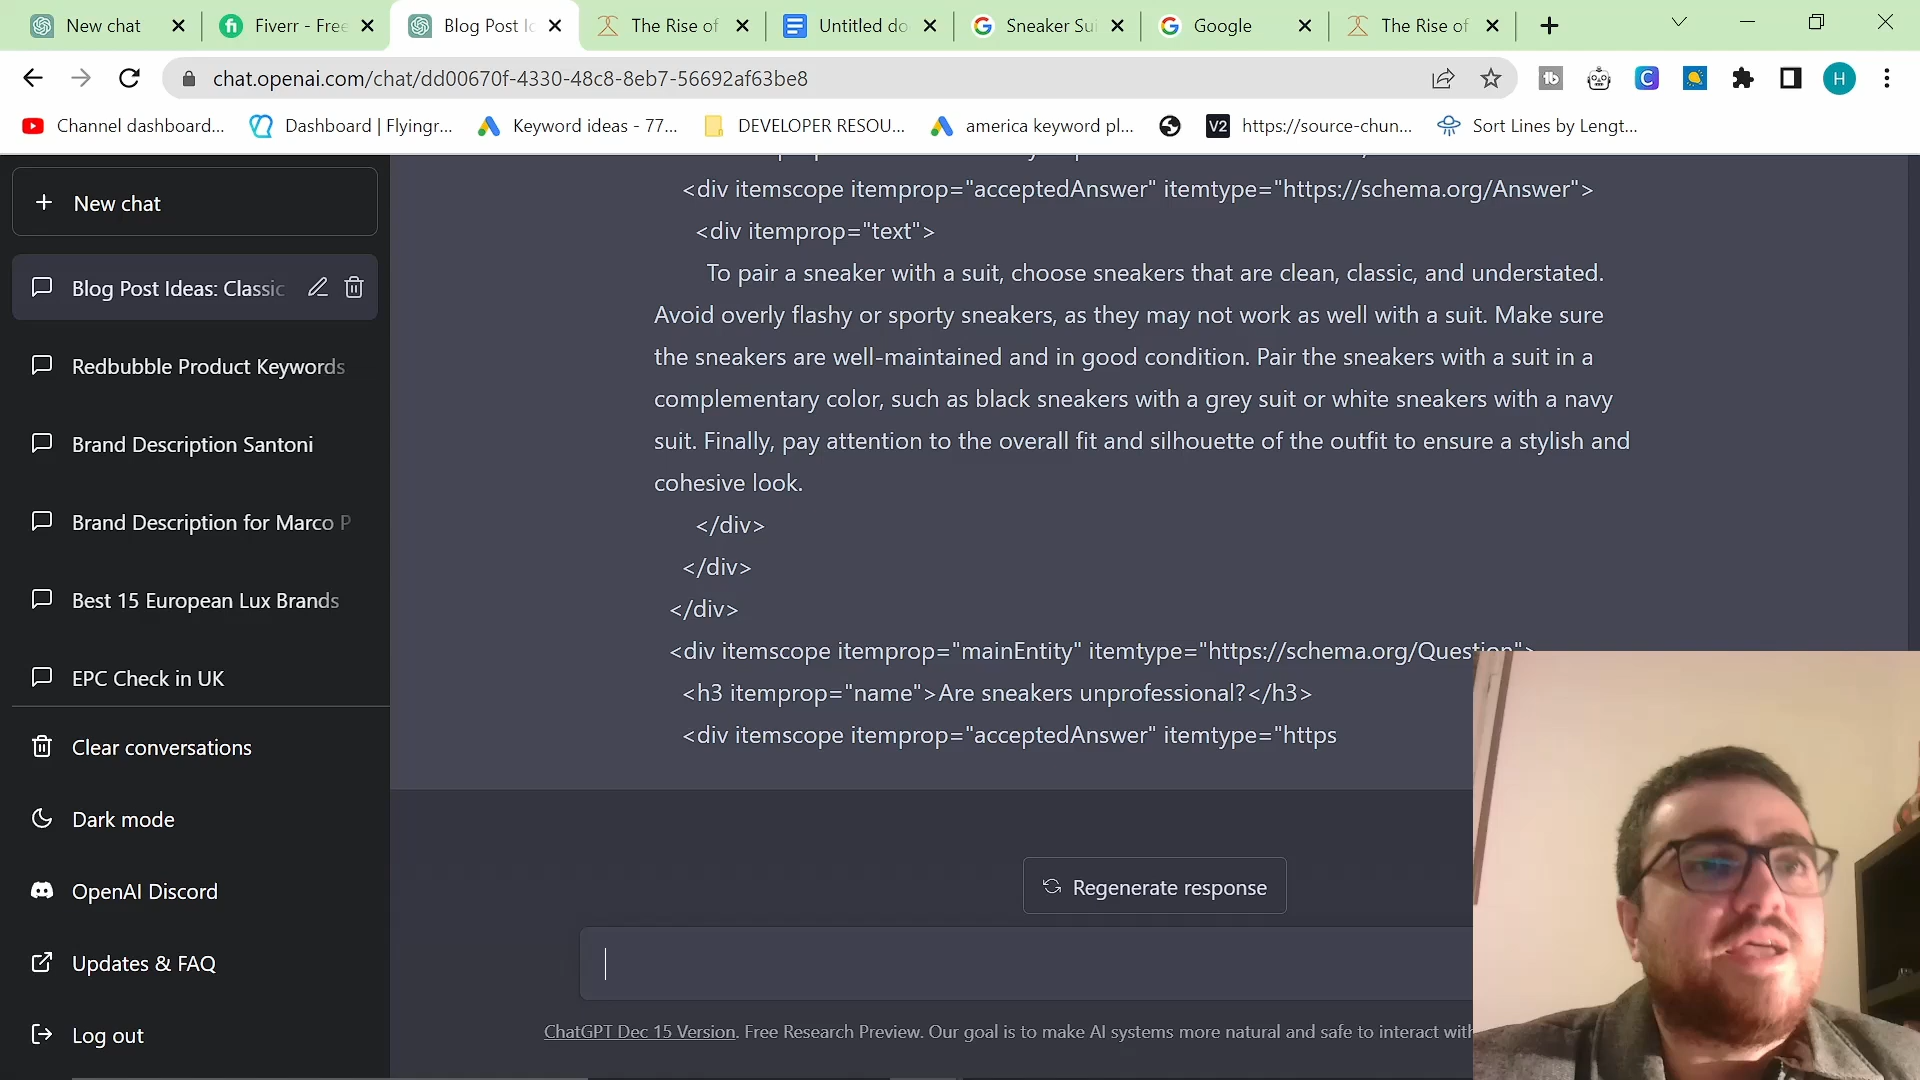 New chat
Fiverr - Free
Blog Post Id
The Rise of
Untitled do
Sneaker Sui
Google
The Rise of
chat.openai.com/chat/dd00670f-4330-48c8-8eb7-56692af63be8
H
Channel dashboard...
Dashboard | Flyingr...
Keyword ideas - 77...
DEVELOPER RESOU...
america keyword pl...
V2
https://source-chun...
Sort Lines by Lengt...
New chat
Blog Post Ideas: Classic
Redbubble Product Keywords
Brand Description Santoni
Brand Description for Marco P
Best 15 European Lux Brands
EPC Check in UK
Clear conversations
Dark mode
OpenAI Discord
Updates & FAQ
Log out
<div itemscope itemprop="acceptedAnswer" itemtype="https://schema.org/Answer">
<div itemprop="text">
To pair a sneaker with a suit, choose sneakers that are clean, classic, and understated.
Avoid overly flashy or sporty sneakers, as they may not work as well with a suit. Make sure
the sneakers are well-maintained and in good condition. Pair the sneakers with a suit in a
complementary color, such as black sneakers with a grey suit or white sneakers with a navy
suit. Finally, pay attention to the overall fit and silhouette of the outfit to ensure a stylish and
cohesive look.
</div>
</div>
</div>
<div itemscope itemprop="mainEntity" itemtype="https://schema.org/Question">
<h3 itemprop="name">Are sneakers unprofessional?</h3>
<div itemscope itemprop="acceptedAnswer" itemtype="https
Regenerate response
ChatGPT Dec 15 Version. Free Research Preview. Our goal is to make AI systems more natural and safe to interact with